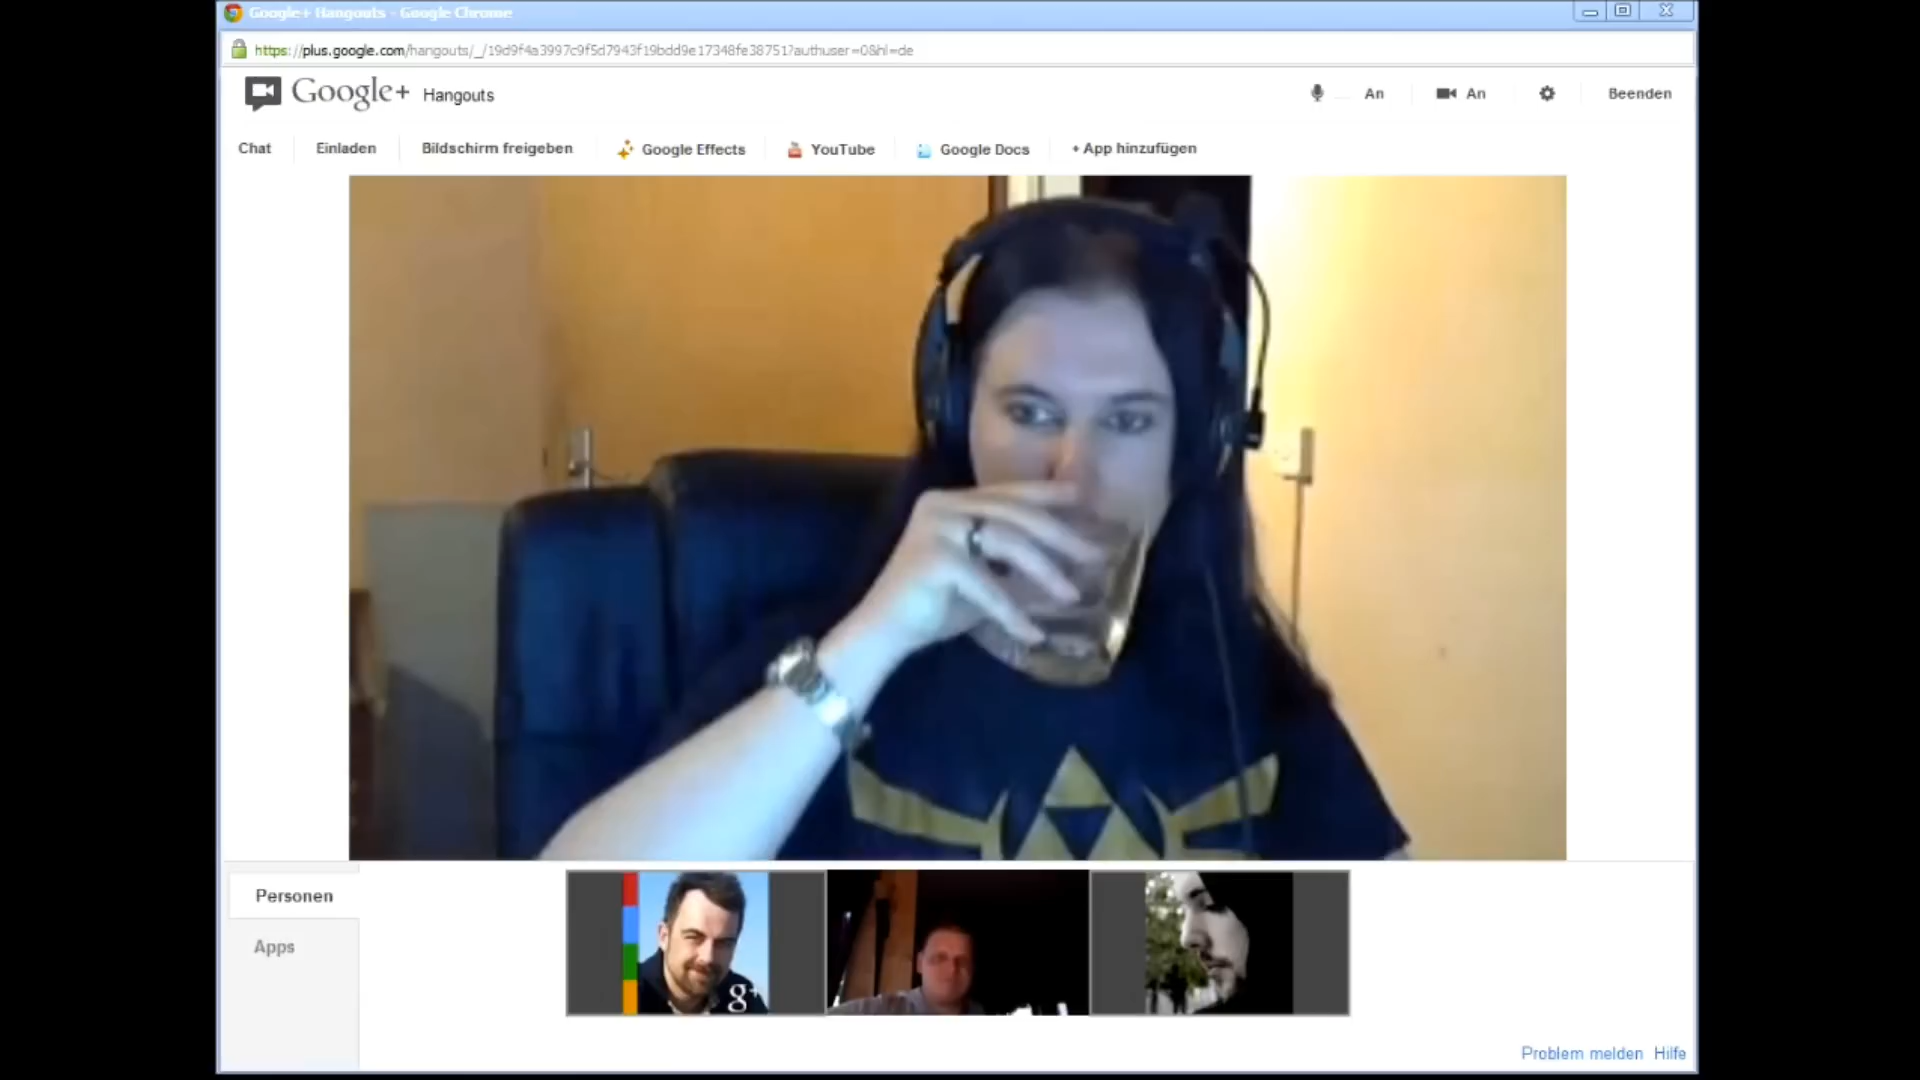 Google+ Hangouts - Google Chrome
https://plus.google.com/hangouts/_/19d9f4a3997c9f5d7943f19bdd9e17348fe38751?authuser=0&hl=de
Google+ Hangouts
An
An
Beenden
Chat
Einladen
Bildschirm freigeben
Google Effects
YouTube
Google Docs
+ App hinzufügen
Personen
Apps
g+
Problem melden
Hilfe